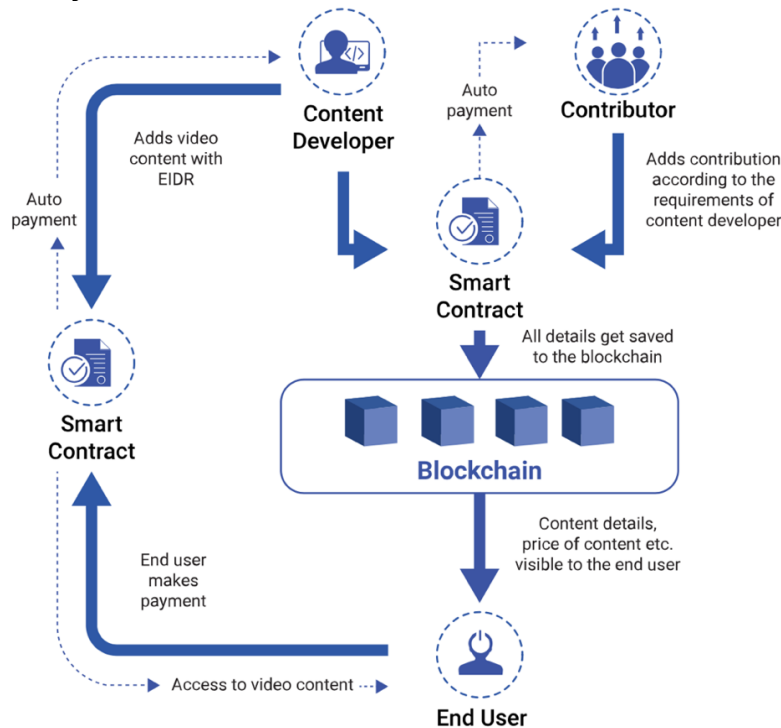 Content
Developer
Contributor
Auto
payment
Adds video
content with
EIDR
Adds contribution
according to the
requirements of
content developer
Auto
payment
Smart
Contract
All details get saved
to the blockchain
Smart
Contract
Blockchain
Content details,
price of content etc.
visible to the end user
End user
makes
payment
Access to video content
End User